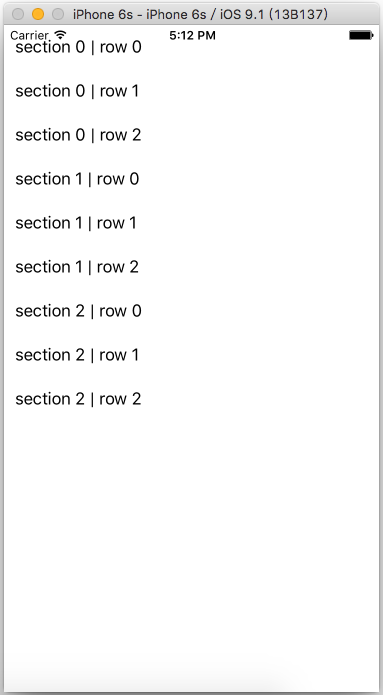 iPhone 6s - iPhone 6s / iOS 9.1 (13B137)
Carrier 5:12 PM
section 0 | row 0
section 0 | row 1
section 0 | row 2
section 1 | row 0
section 1 | row 1
section 1 | row 2
section 2 | row 0
section 2 | row 1
section 2 | row 2